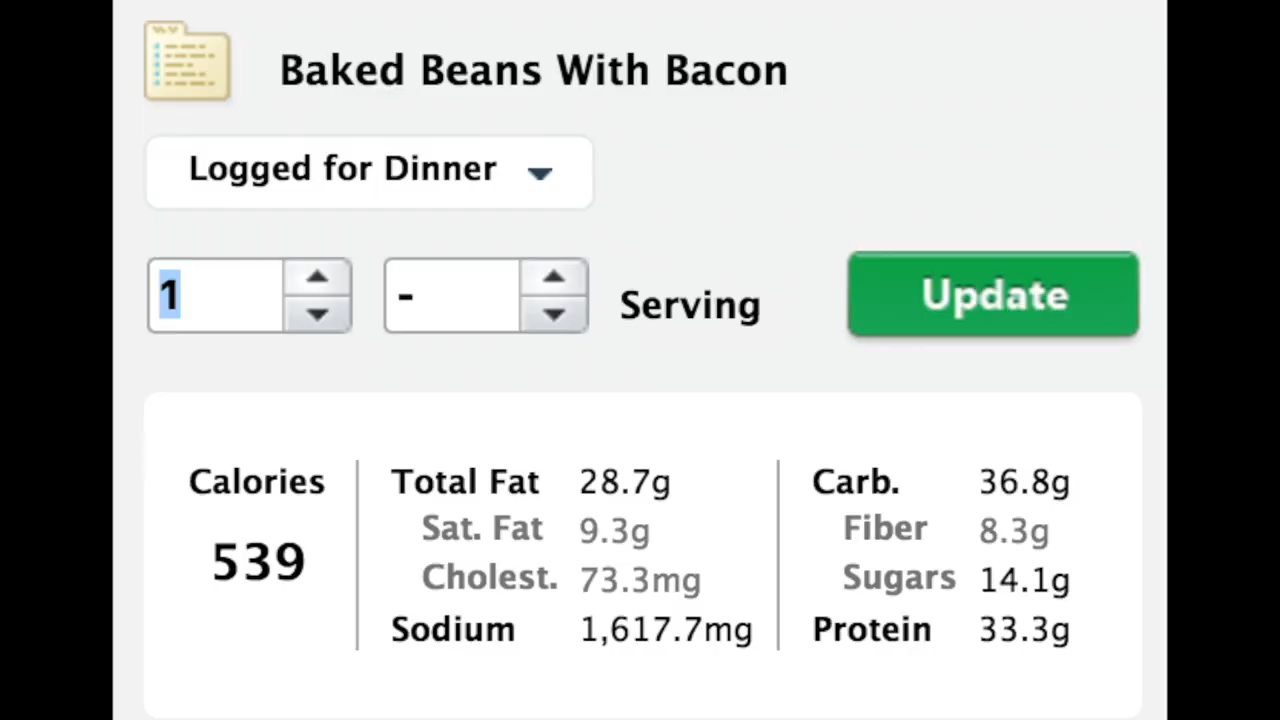 Baked Beans With Bacon
Logged for Dinner
1 - Serving Update
Calories
539
Total Fat 28.7g
Sat. Fat 9.3g
Cholest. 73.3mg
Sodium 1,617.7mg
Carb. 36.8g
Fiber 8.3g
Sugars 14.1g
Protein 33.3g